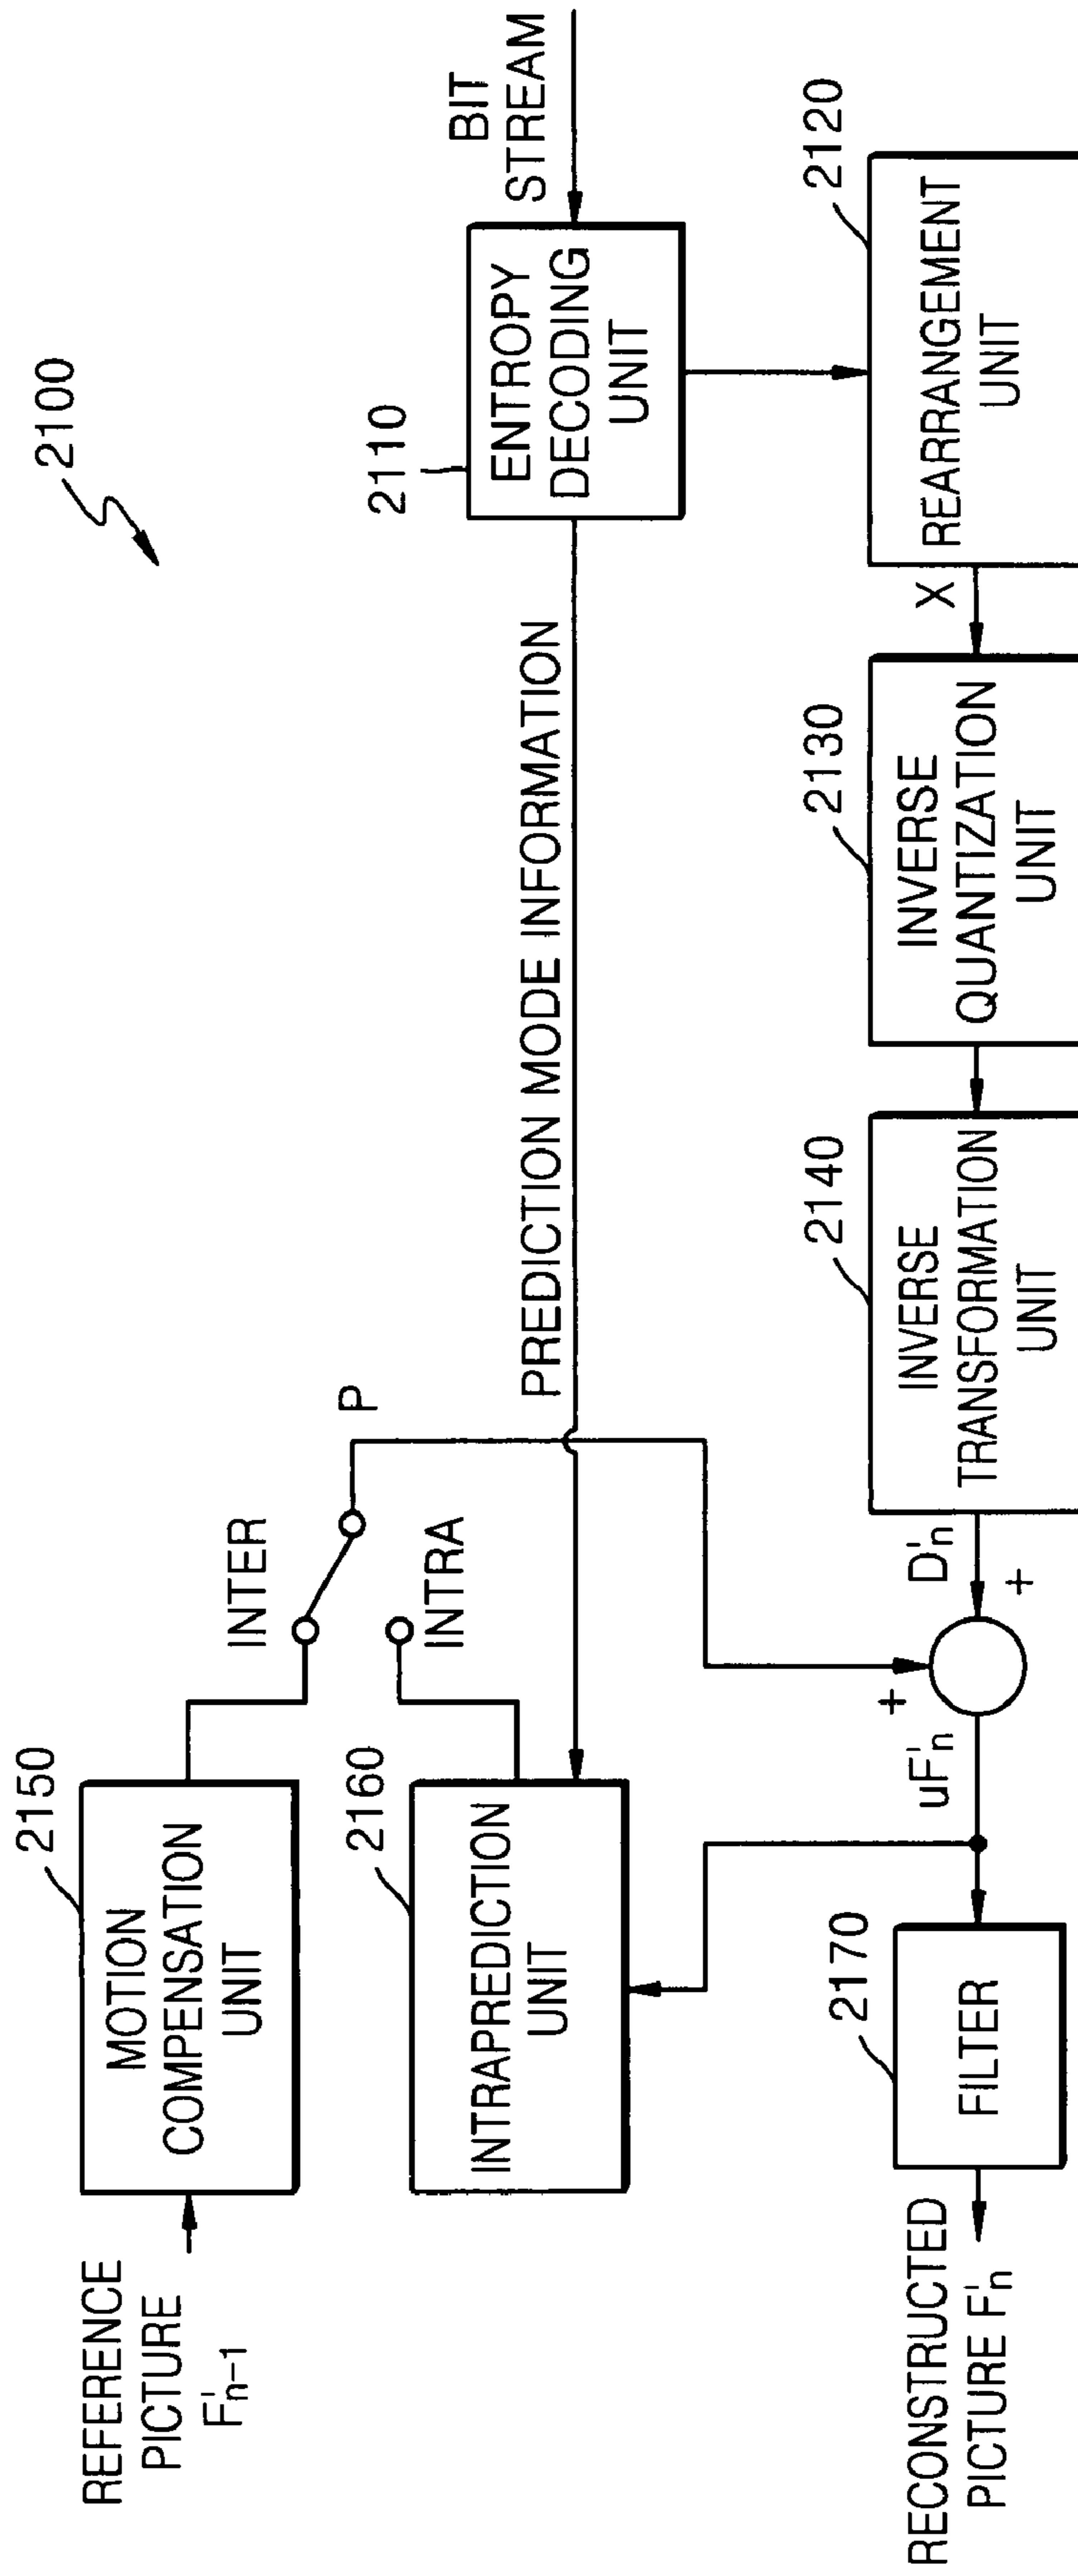 2100
REFERENCE
PICTURE
F'n-1
2150
MOTION
COMPENSATION
UNIT
INTER
P
2160
INTRAPREDICTION
UNIT
INTRA
PREDICTION MODE INFORMATION
2110
ENTROPY
DECODING
UNIT
BIT
STREAM
RECONSTRUCTED
PICTURE F'n
2170
FILTER
uF'n
+
D'n
+
2140
INVERSE
TRANSFORMATION
UNIT
2130
INVERSE
QUANTIZATION
UNIT
X
2120
REARRANGEMENT
UNIT